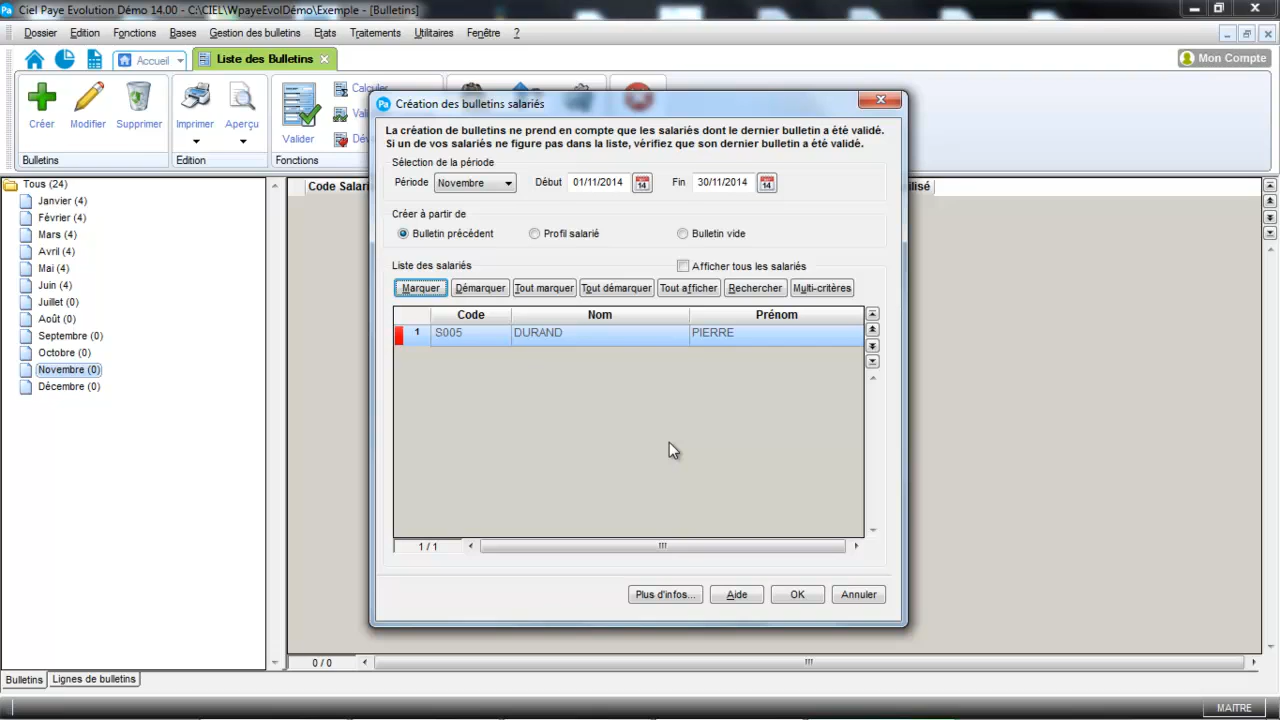 Ciel Paye Evolution Démo 14.00 - C:\CIEL\WpayeEvolDémo\Exemple - [Bulletins]
Dossier Edition Fonctions Bases Gestion des bulletins Etats Traitements Utilitaires Fenêtre ?
Accueil Liste des Bulletins Mon Compte
Créer Modifier Supprimer Imprimer Aperçu Valider
Calculer
Bulletins Edition Fonctions
Création des bulletins salariés
La création de bulletins ne prend en compte que les salariés dont le dernier bulletin a été validé.
Si un de vos salariés ne figure pas dans la liste, vérifiez que son dernier bulletin a été validé.
Sélection de la période
Période Novembre Début 01/11/2014 Fin 30/11/2014
Créer à partir de
Bulletin précédent Profil salarié Bulletin vide
Liste des salariés Afficher tous les salariés
Marquer Démarquer Tout marquer Tout démarquer Tout afficher Rechercher Multi-critères
Code Nom Prénom
1 S005 DURAND PIERRE
1 / 1
Plus d'infos... Aide OK Annuler
Tous (24)
Janvier (4)
Février (4)
Mars (4)
Avril (4)
Mai (4)
Juin (4)
Juillet (0)
Août (0)
Septembre (0)
Octobre (0)
Novembre (0)
Décembre (0)
Code Salar
0 / 0
Bulletins Lignes de bulletins
MAITRE